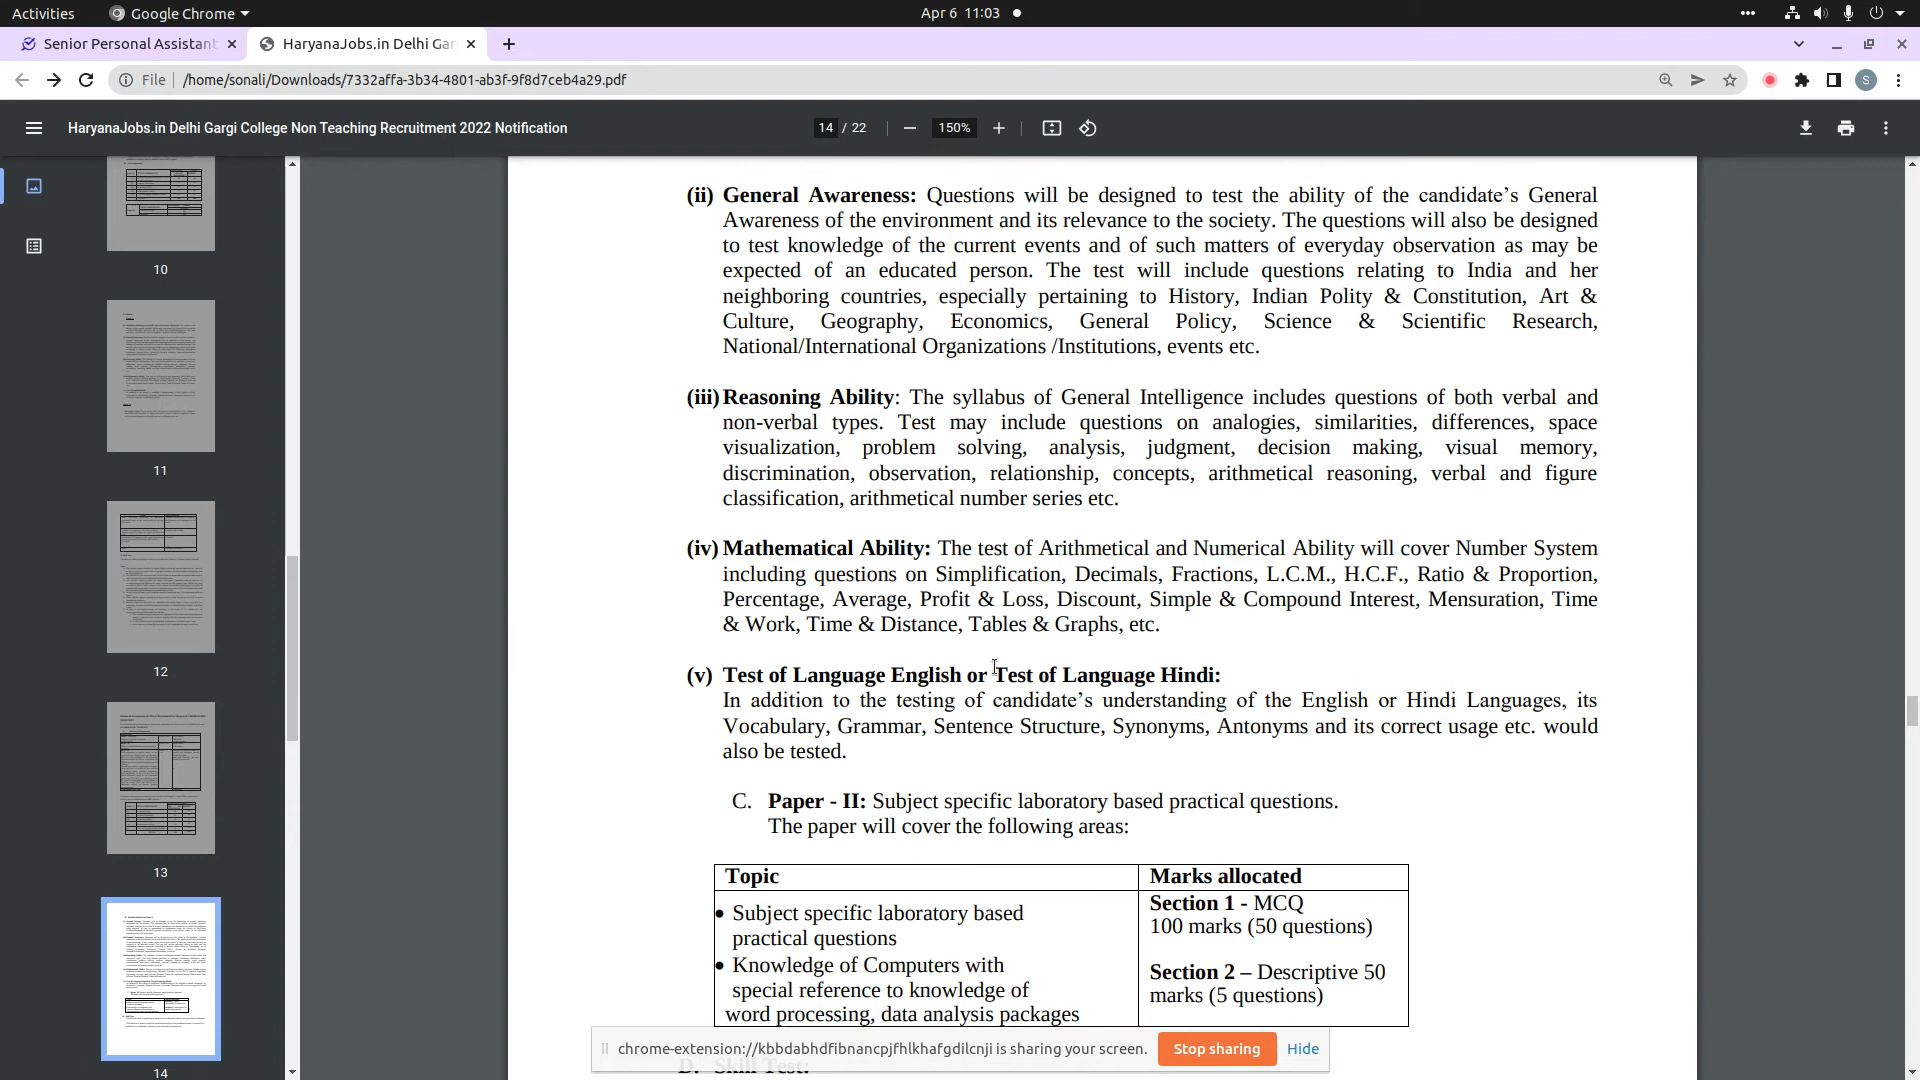 Activities
Google Chrome
Apr 6 11:03
Senior Personal Assistant
HaryanaJobs.in Delhi Gar
File
/home/sonali/Downloads/7332affa-3b34-4801-ab3f-9f8d7ceb4a29.pdf
S
HaryanaJobs.in Delhi Gargi College Non Teaching Recruitment 2022 Notification
14 / 22
150%
10
11
12
13
14
(ii) General Awareness: Questions will be designed to test the ability of the candidate's General
Awareness of the environment and its relevance to the society. The questions will also be designed
to test knowledge of the current events and of such matters of everyday observation as may be
expected of an educated person. The test will include questions relating to India and her
neighboring countries, especially pertaining to History, Indian Polity & Constitution, Art &
Culture, Geography, Economics, General Policy, Science & Scientific Research,
National/International Organizations /Institutions, events etc.
(iii) Reasoning Ability: The syllabus of General Intelligence includes questions of both verbal and
non-verbal types. Test may include questions on analogies, similarities, differences, space
visualization, problem solving, analysis, judgment, decision making, visual memory,
discrimination, observation, relationship, concepts, arithmetical reasoning, verbal and figure
classification, arithmetical number series etc.
(iv) Mathematical Ability: The test of Arithmetical and Numerical Ability will cover Number System
including questions on Simplification, Decimals, Fractions, L.C.M., H.C.F., Ratio & Proportion,
Percentage, Average, Profit & Loss, Discount, Simple & Compound Interest, Mensuration, Time
& Work, Time & Distance, Tables & Graphs, etc.
(v) Test of Language English or Test of Language Hindi:
In addition to the testing of candidate's understanding of the English or Hindi Languages, its
Vocabulary, Grammar, Sentence Structure, Synonyms, Antonyms and its correct usage etc. would
also be tested.
C. Paper - II: Subject specific laboratory based practical questions.
The paper will cover the following areas:
Topic
Marks allocated
• Subject specific laboratory based
practical questions
• Knowledge of Computers with
special reference to knowledge of
word processing, data analysis packages
Section 1 - MCQ
100 marks (50 questions)
Section 2 – Descriptive 50
marks (5 questions)
D. Skill Test:
chrome-extension://kbbdabhdfibnancpjfhlkhafgdilcnji is sharing your screen.
Stop sharing
Hide